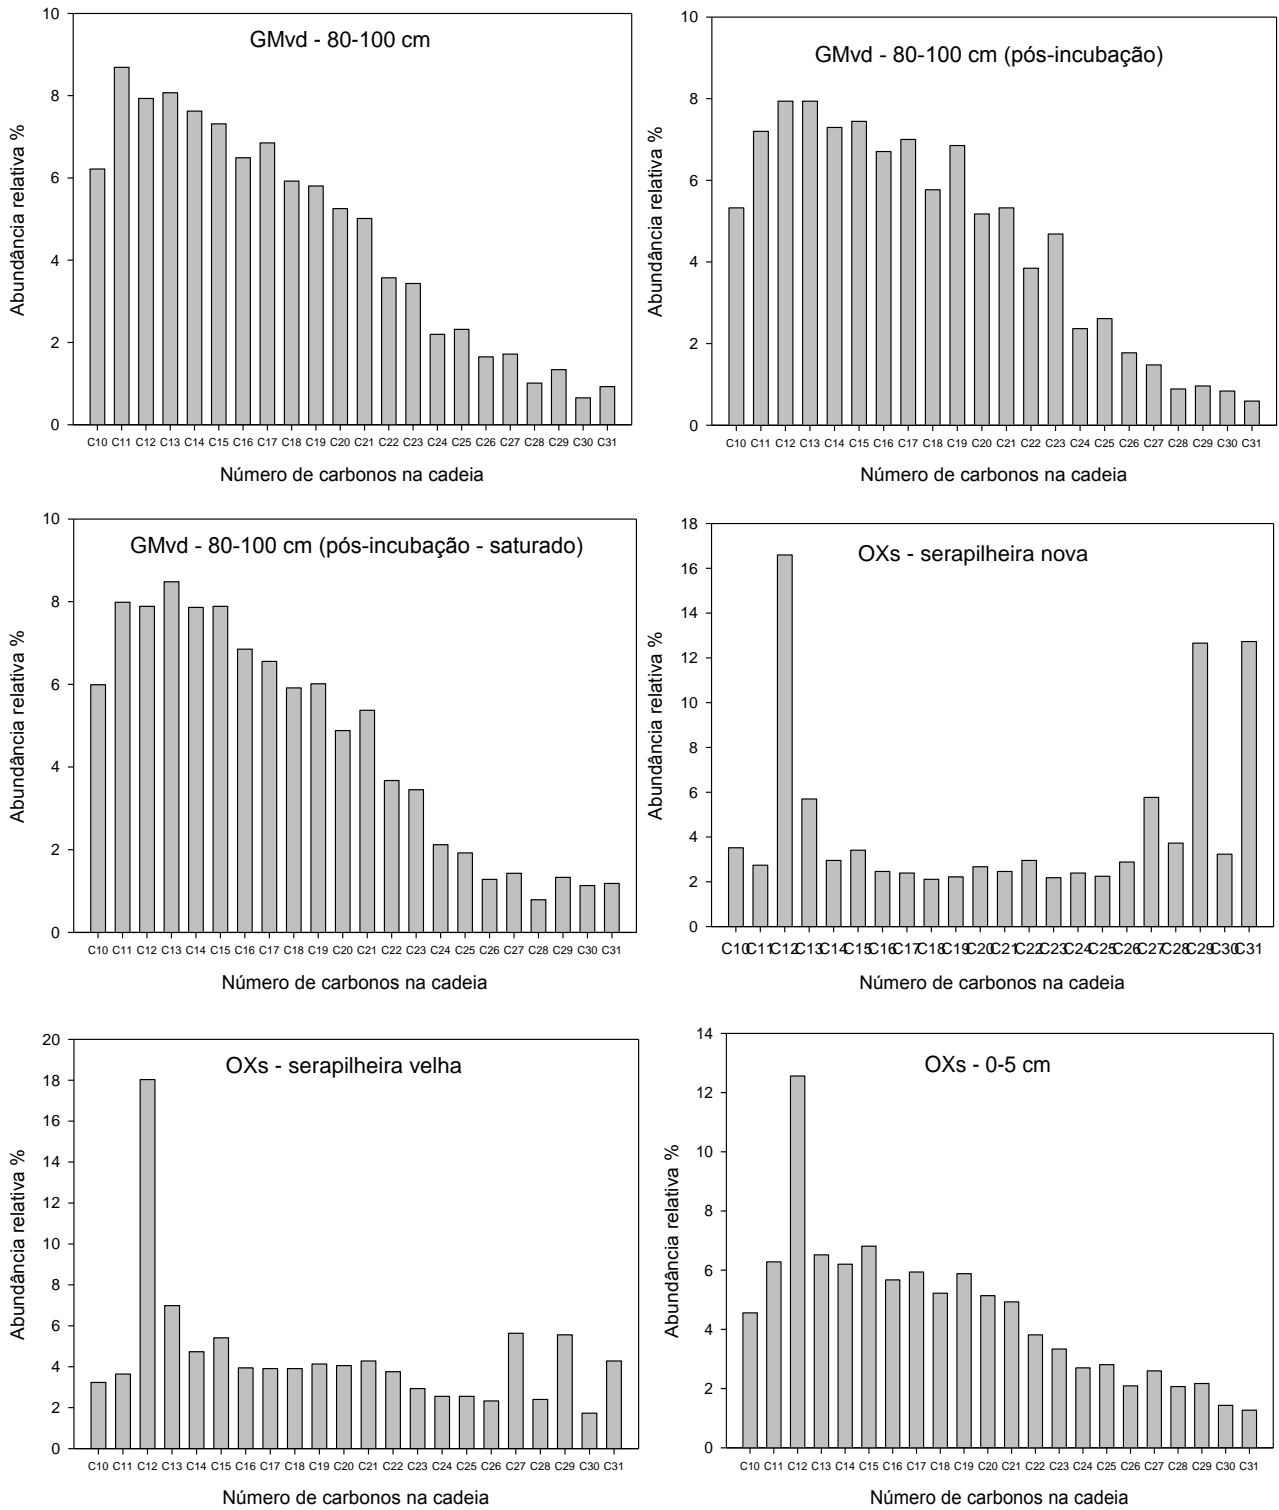 GMvd - 80-100 cm
Abundância relativa %
10
8
6
4
2
0
C10 C11 C12 C13 C14 C15 C16 C17 C18 C19 C20 C21 C22 C23 C24 C25 C26 C27 C28 C29 C30 C31
Número de carbonos na cadeia
GMvd - 80-100 cm (pós-incubação)
Abundância relativa %
10
8
6
4
2
0
C10 C11 C12 C13 C14 C15 C16 C17 C18 C19 C20 C21 C22 C23 C24 C25 C26 C27 C28 C29 C30 C31
Número de carbonos na cadeia
GMvd - 80-100 cm (pós-incubação - saturado)
Abundância relativa %
10
8
6
4
2
0
C10 C11 C12 C13 C14 C15 C16 C17 C18 C19 C20 C21 C22 C23 C24 C25 C26 C27 C28 C29 C30 C31
Número de carbonos na cadeia
OXs - serapilheira nova
Abundância relativa %
18
16
14
12
10
8
6
4
2
0
C10 C11 C12 C13 C14 C15 C16 C17 C18 C19 C20 C21 C22 C23 C24 C25 C26 C27 C28 C29 C30 C31
Número de carbonos na cadeia
OXs - serapilheira velha
Abundância relativa %
20
18
16
14
12
10
8
6
4
2
0
C10 C11 C12 C13 C14 C15 C16 C17 C18 C19 C20 C21 C22 C23 C24 C25 C26 C27 C28 C29 C30 C31
Número de carbonos na cadeia
OXs - 0-5 cm
Abundância relativa %
14
12
10
8
6
4
2
0
C10 C11 C12 C13 C14 C15 C16 C17 C18 C19 C20 C21 C22 C23 C24 C25 C26 C27 C28 C29 C30 C31
Número de carbonos na cadeia